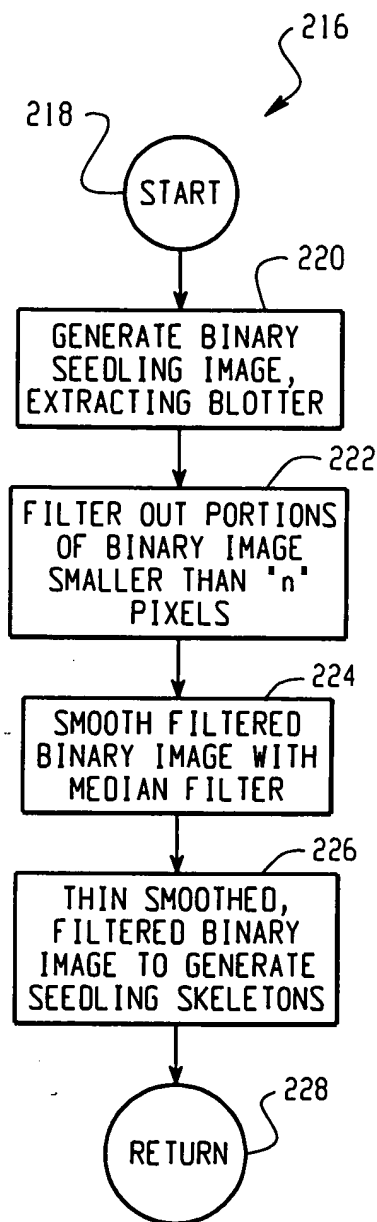 216
218
START
220
GENERATE BINARY
SEEDLING IMAGE,
EXTRACTING BLOTTER
222
FILTER OUT PORTIONS
OF BINARY IMAGE
SMALLER THAN "n"
PIXELS
224
SMOOTH FILTERED
BINARY IMAGE WITH
MEDIAN FILTER
226
THIN SMOOTHED,
FILTERED BINARY
IMAGE TO GENERATE
SEEDLING SKELETONS
228
RETURN